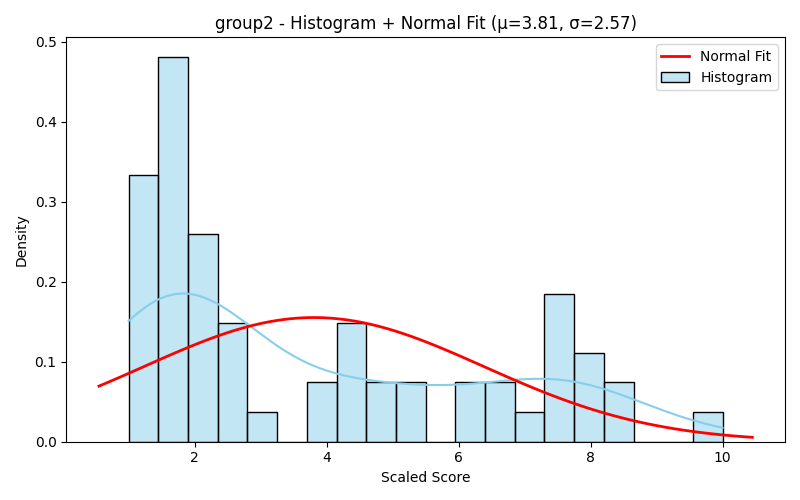 group2 - Histogram + Normal Fit (μ=3.81, σ=2.57)
Normal Fit
Histogram
Density
0.5
0.4
0.3
0.2
0.1
0.0
2
4
6
8
10
Scaled Score